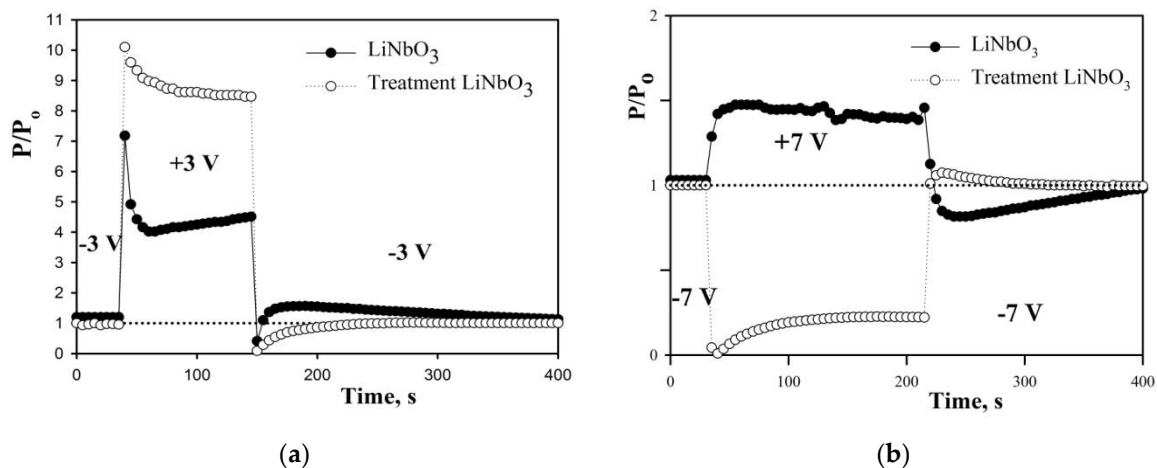 11
10
9
8
7
6
5
4
3
2
1
0
P/Po
LiNbO3
Treatment LiNbO3
+3 V
-3 V
-3 V
0
100
200
300
400
Time, s
(a)
2
1
0
P/Po
LiNbO3
Treatment LiNbO3
+7 V
-7 V
-7 V
0
100
200
300
400
Time, s
(b)